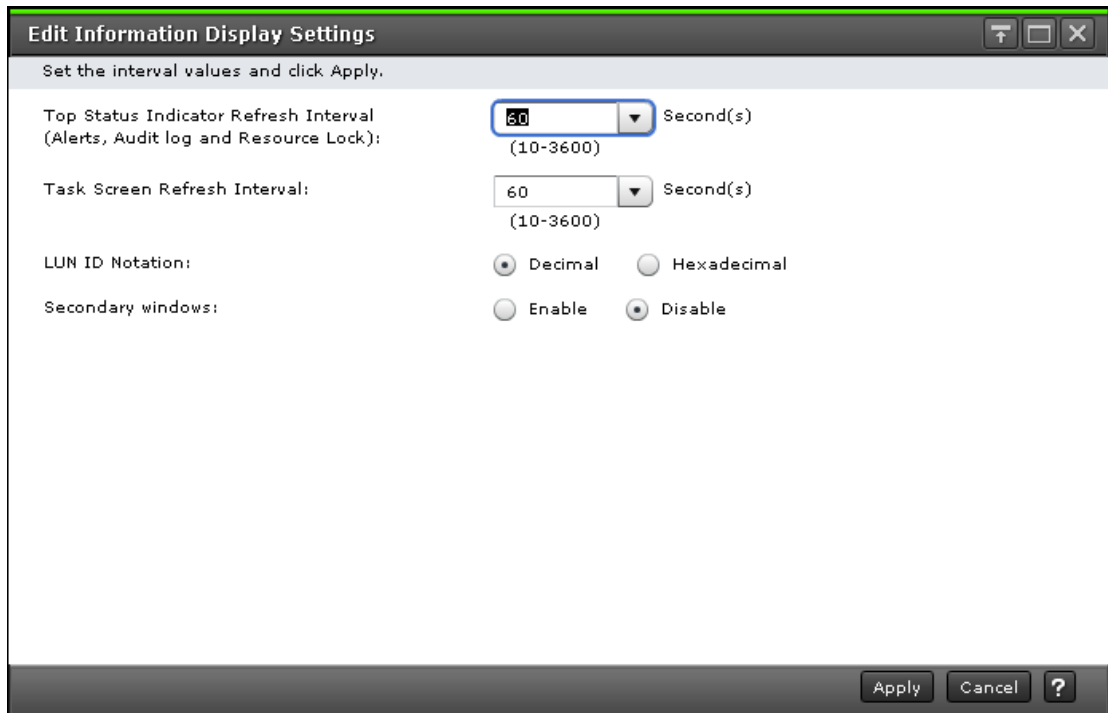 Edit Information Display Settings
Set the interval values and click Apply.
Top Status Indicator Refresh Interval
(Alerts, Audit log and Resource Lock):
60 Second(s)
(10-3600)
Task Screen Refresh Interval:
60 Second(s)
(10-3600)
LUN ID Notation:
Decimal Hexadecimal
Secondary windows:
Enable Disable
Apply Cancel ?